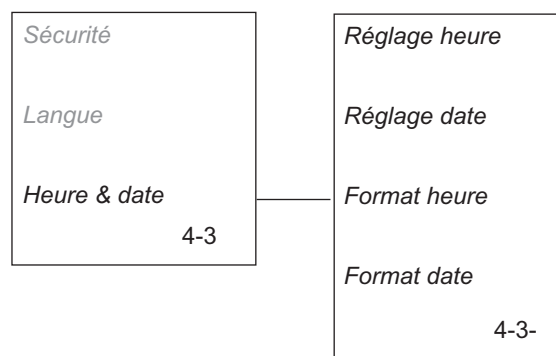 Sécurité
Langue
Heure & date
4-3
Réglage heure
Réglage date
Format heure
Format date
4-3-